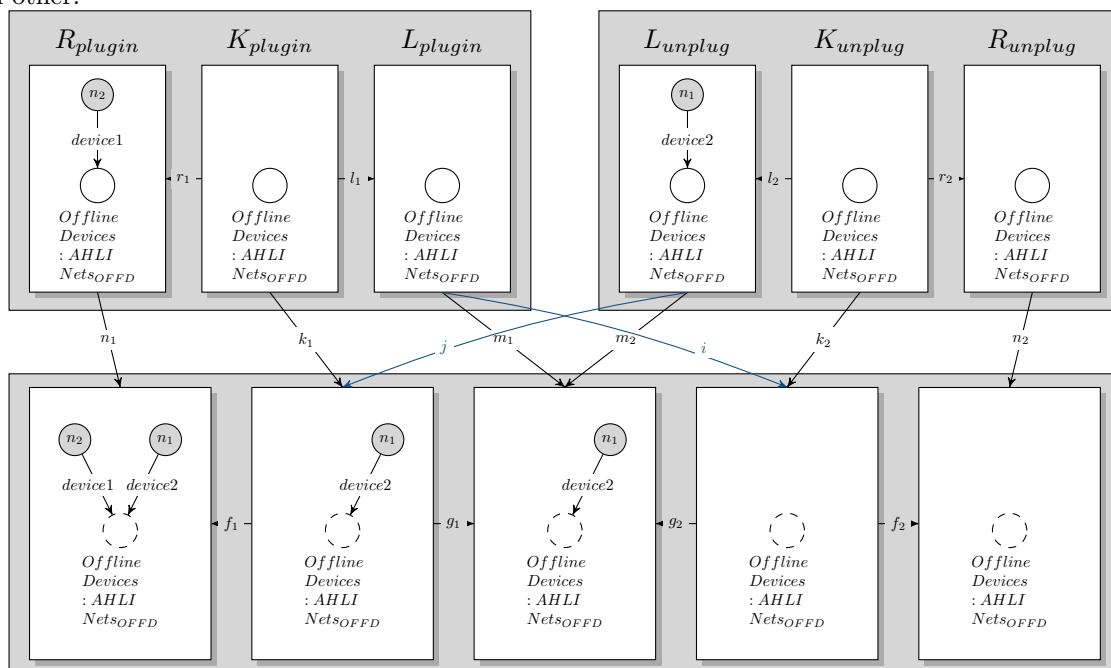 other.
R_plugin K_plugin L_plugin L_unplug K_unplug R_unplug
n_2 n_1
device1 device2
r_1 l_1 l_2 r_2
Offline Offline Offline Offline Offline Offline
Devices Devices Devices Devices Devices Devices
: AHLI : AHLI : AHLI : AHLI : AHLI : AHLI
Nets_OFFD Nets_OFFD Nets_OFFD Nets_OFFD Nets_OFFD Nets_OFFD
n_1 k_1 j m_1 m_2 i k_2 n_2
n_2 n_1 n_1 n_1
device1 device2 device2 device2
f_1 g_1 g_2 f_2
Offline Offline Offline Offline Offline
Devices Devices Devices Devices Devices
: AHLI : AHLI : AHLI : AHLI : AHLI
Nets_OFFD Nets_OFFD Nets_OFFD Nets_OFFD Nets_OFFD